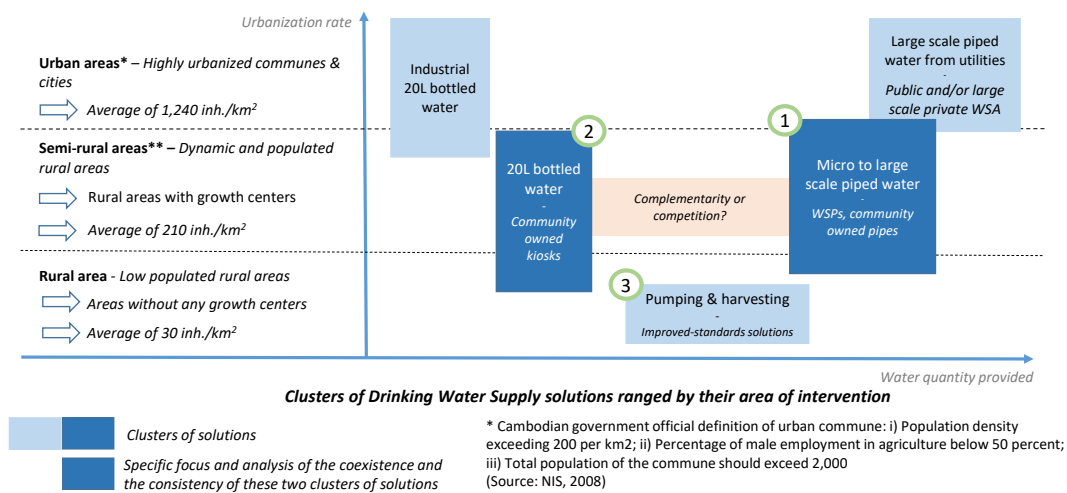 Urbanization rate
Urban areas* – Highly urbanized communes &
cities
Average of 1,240 inh./km2
Semi-rural areas** – Dynamic and populated
rural areas
Rural areas with growth centers
Average of 210 inh./km2
Rural area - Low populated rural areas
Areas without any growth centers
Average of 30 inh./km2
Industrial
20L bottled
water
Large scale piped
water from utilities
-
Public and/or large
scale private WSA
2
20L bottled
water
-
Community
owned
kiosks
Complementarity or
competition?
1
Micro to large
scale piped water
-
WSPs, community
owned pipes
3
Pumping & harvesting
-
Improved-standards solutions
Water quantity provided
Clusters of Drinking Water Supply solutions ranged by their area of intervention
Clusters of solutions
Specific focus and analysis of the coexistence and
the consistency of these two clusters of solutions
* Cambodian government official definition of urban commune: i) Population density
exceeding 200 per km2; ii) Percentage of male employment in agriculture below 50 percent;
iii) Total population of the commune should exceed 2,000
(Source: NIS, 2008)